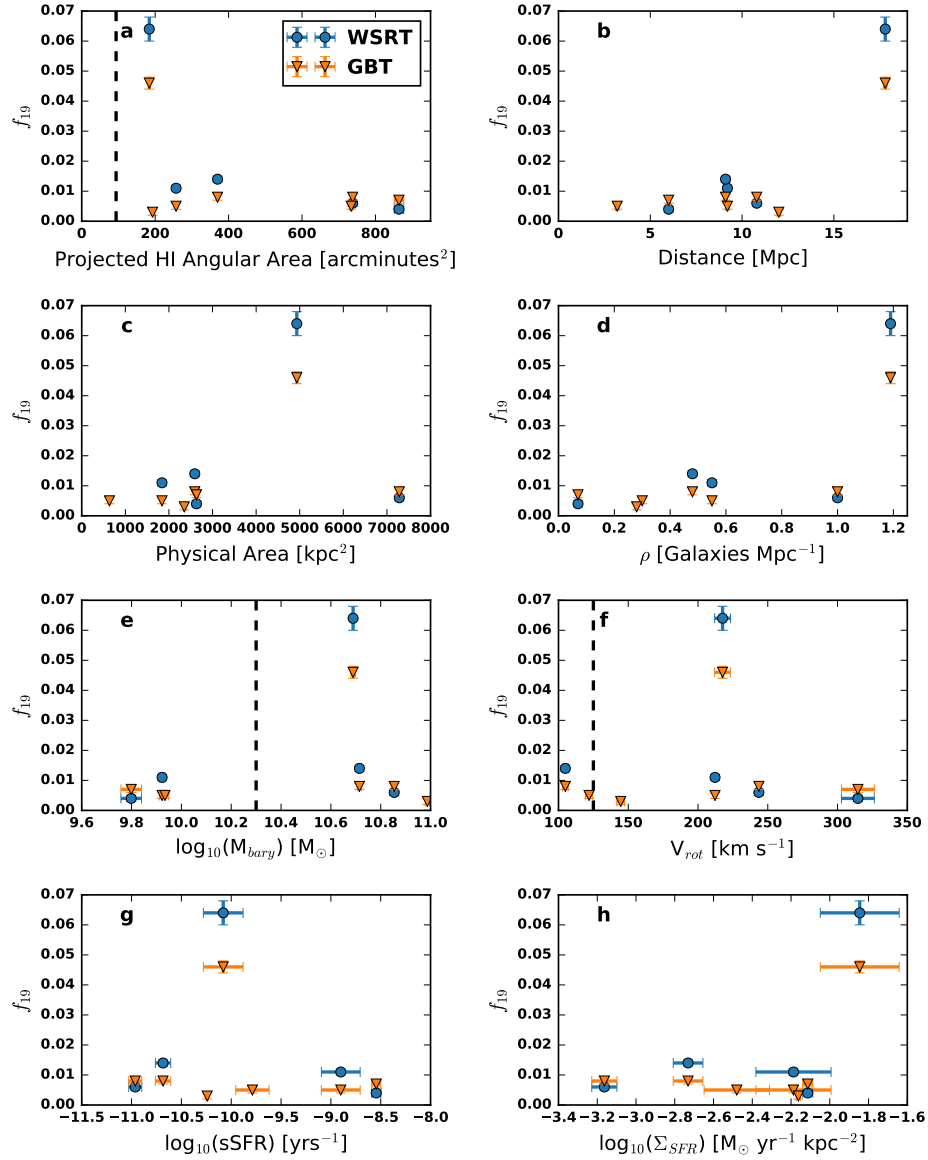 0.07
0.06
0.05
0.04
0.03
0.02
0.01
0.00
f19
a
WSRT
GBT
0 200 400 600 800
Projected HI Angular Area [arcminutes²]
0.07
0.06
0.05
0.04
0.03
0.02
0.01
0.00
f19
b
0 5 10 15
Distance [Mpc]
0.07
0.06
0.05
0.04
0.03
0.02
0.01
0.00
f19
c
0 1000 2000 3000 4000 5000 6000 7000 8000
Physical Area [kpc²]
0.07
0.06
0.05
0.04
0.03
0.02
0.01
0.00
f19
d
0.0 0.2 0.4 0.6 0.8 1.0 1.2
ρ [Galaxies Mpc⁻¹]
0.07
0.06
0.05
0.04
0.03
0.02
0.01
0.00
f19
e
9.6 9.8 10.0 10.2 10.4 10.6 10.8 11.0
log10(Mbary) [M⊙]
0.07
0.06
0.05
0.04
0.03
0.02
0.01
0.00
f19
f
100 150 200 250 300 350
Vrot [km s⁻¹]
0.07
0.06
0.05
0.04
0.03
0.02
0.01
0.00
f19
g
−11.5 −11.0 −10.5 −10.0 −9.5 −9.0 −8.5 −8.0
log10(sSFR) [yrs⁻¹]
0.07
0.06
0.05
0.04
0.03
0.02
0.01
0.00
f19
h
−3.4 −3.2 −3.0 −2.8 −2.6 −2.4 −2.2 −2.0 −1.8 −1.6
log10(ΣSFR) [M⊙ yr⁻¹ kpc⁻²]